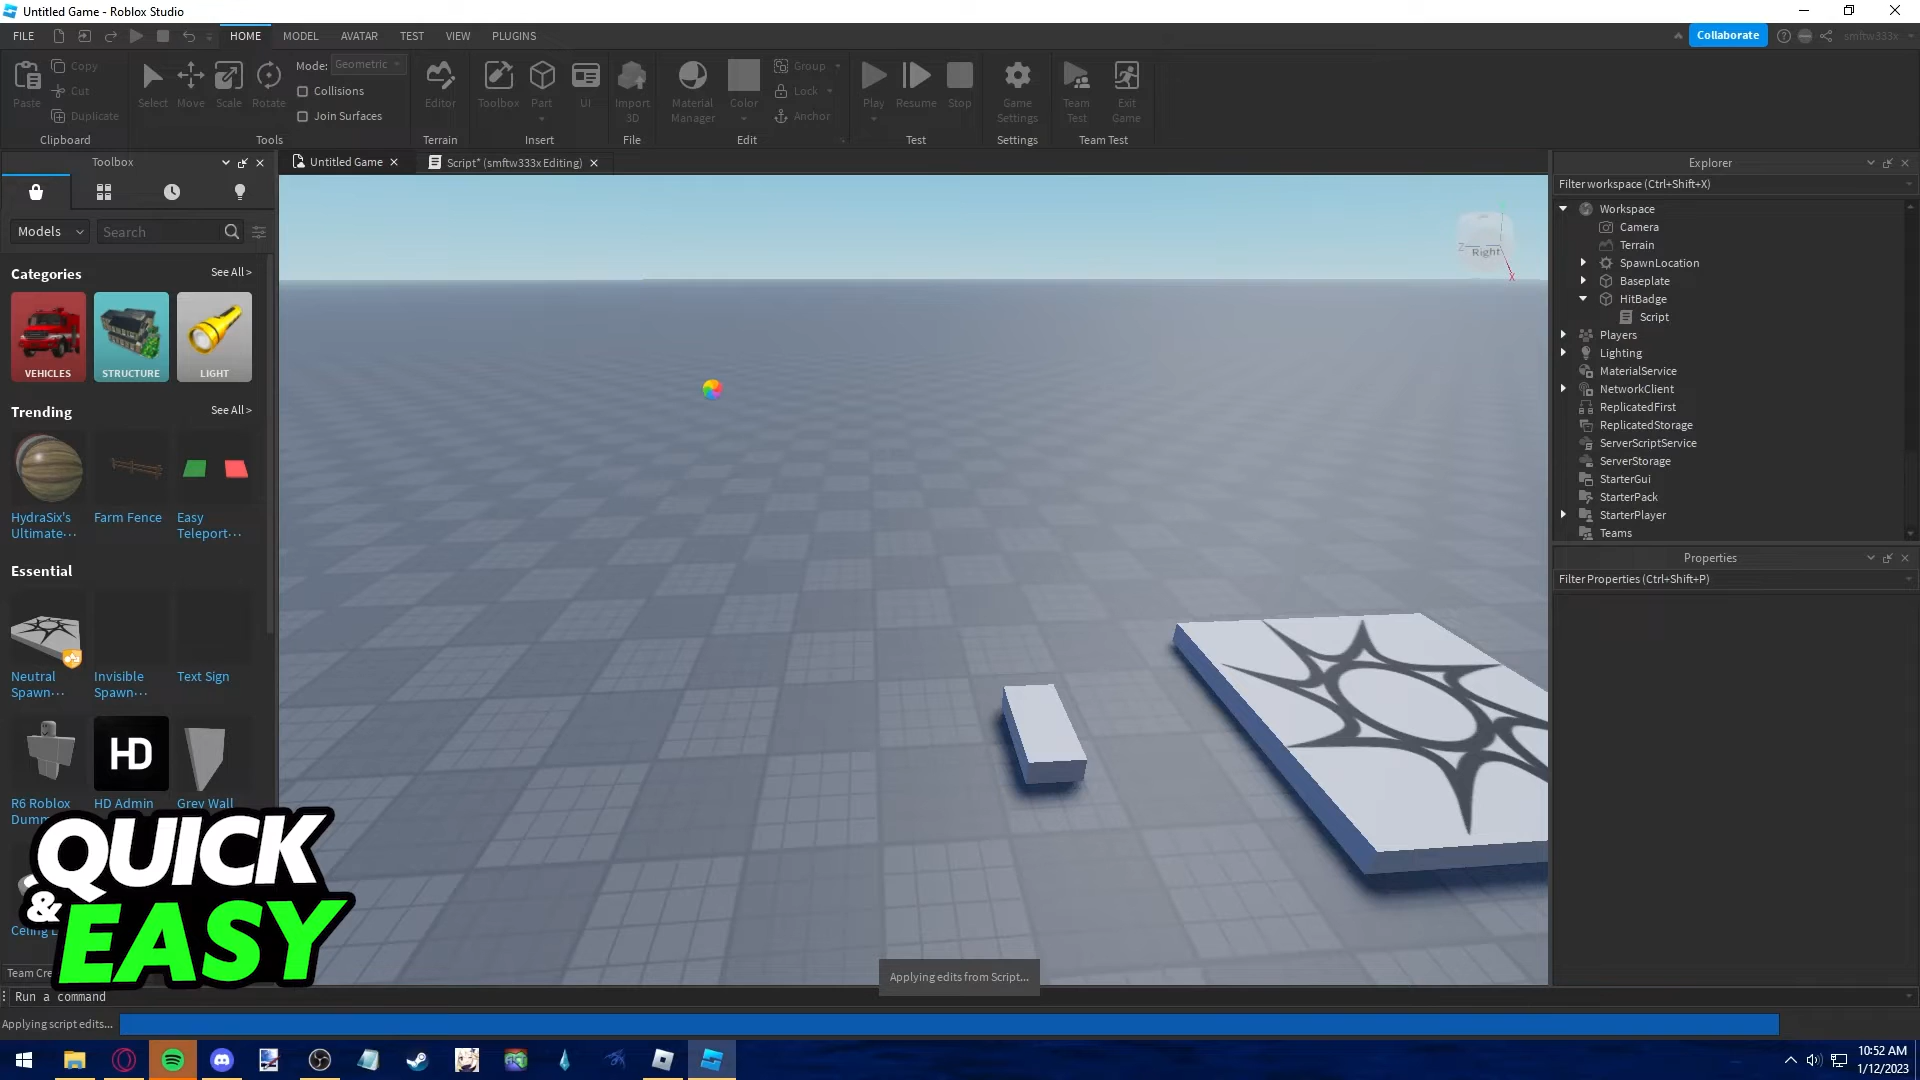 Untitled Game - Roblox Studio
FILE HOME MODEL AVATAR TEST VIEW PLUGINS Collaborate smftw333x
Paste Copy Cut Duplicate Clipboard
Select Move Scale Rotate Mode: Geometric Collisions Join Surfaces Tools
Editor Terrain
Toolbox Part UI Insert
Import 3D File
Material Manager Color Group Lock Anchor Edit
Play Resume Stop Test
Game Settings Settings
Team Test Exit Game Team Test
Toolbox
Untitled Game
Script* (smftw333x Editing)
Models Search
Categories See All >
VEHICLES STRUCTURE LIGHT
Trending See All >
HydraSix's Ultimate... Farm Fence Easy Teleport...
Essential
Neutral Spawn... Invisible Spawn... Text Sign
R6 Roblox HD Admin Grey Wall
HD
QUICK
& EASY
Right
Z
X
Applying edits from Script...
Explorer
Filter workspace (Ctrl+Shift+X)
Workspace
Camera
Terrain
SpawnLocation
Baseplate
HitBadge
Script
Players
Lighting
MaterialService
NetworkClient
ReplicatedFirst
ReplicatedStorage
ServerScriptService
ServerStorage
StarterGui
StarterPack
StarterPlayer
Teams
Properties
Filter Properties (Ctrl+Shift+P)
Run a command
Applying script edits...
10:52 AM
1/12/2023